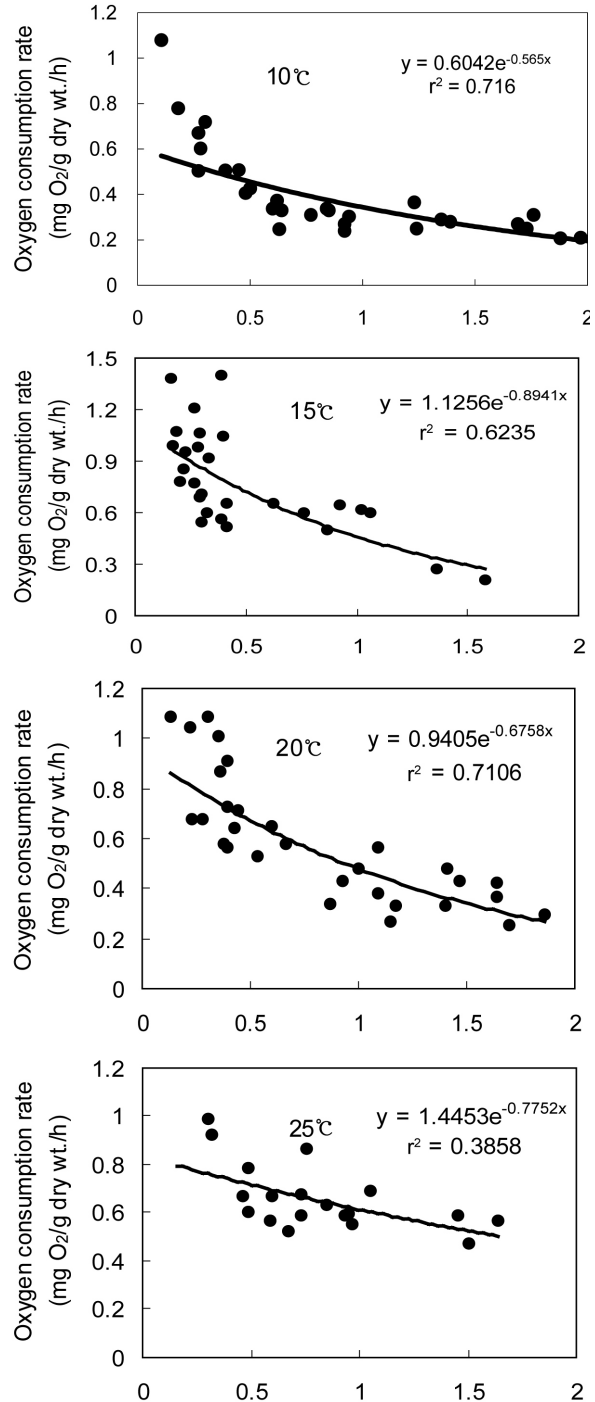 Oxygen consumption rate
(mg O₂/g dry wt./h)
1.2
1
0.8
0.6
0.4
0.2
0
10℃
y = 0.6042e^-0.565x
r² = 0.716
0 0.5 1 1.5 2
Oxygen consumption rate
(mg O₂/g dry wt./h)
1.5
1.2
0.9
0.6
0.3
0
15℃
y = 1.1256e^-0.8941x
r² = 0.6235
0 0.5 1 1.5 2
Oxygen consumption rate
(mg O₂/g dry wt./h)
1.2
1
0.8
0.6
0.4
0.2
0
20℃
y = 0.9405e^-0.6758x
r² = 0.7106
0 0.5 1 1.5 2
Oxygen consumption rate
(mg O₂/g dry wt./h)
1.2
1
0.8
0.6
0.4
0.2
0
25℃
y = 1.4453e^-0.7752x
r² = 0.3858
0 0.5 1 1.5 2